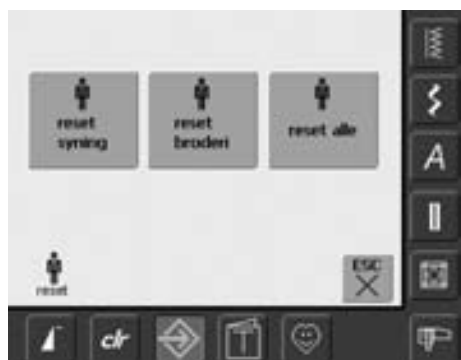 reset
syning
reset
broderi
reset alle
reset
ESC
A
clr